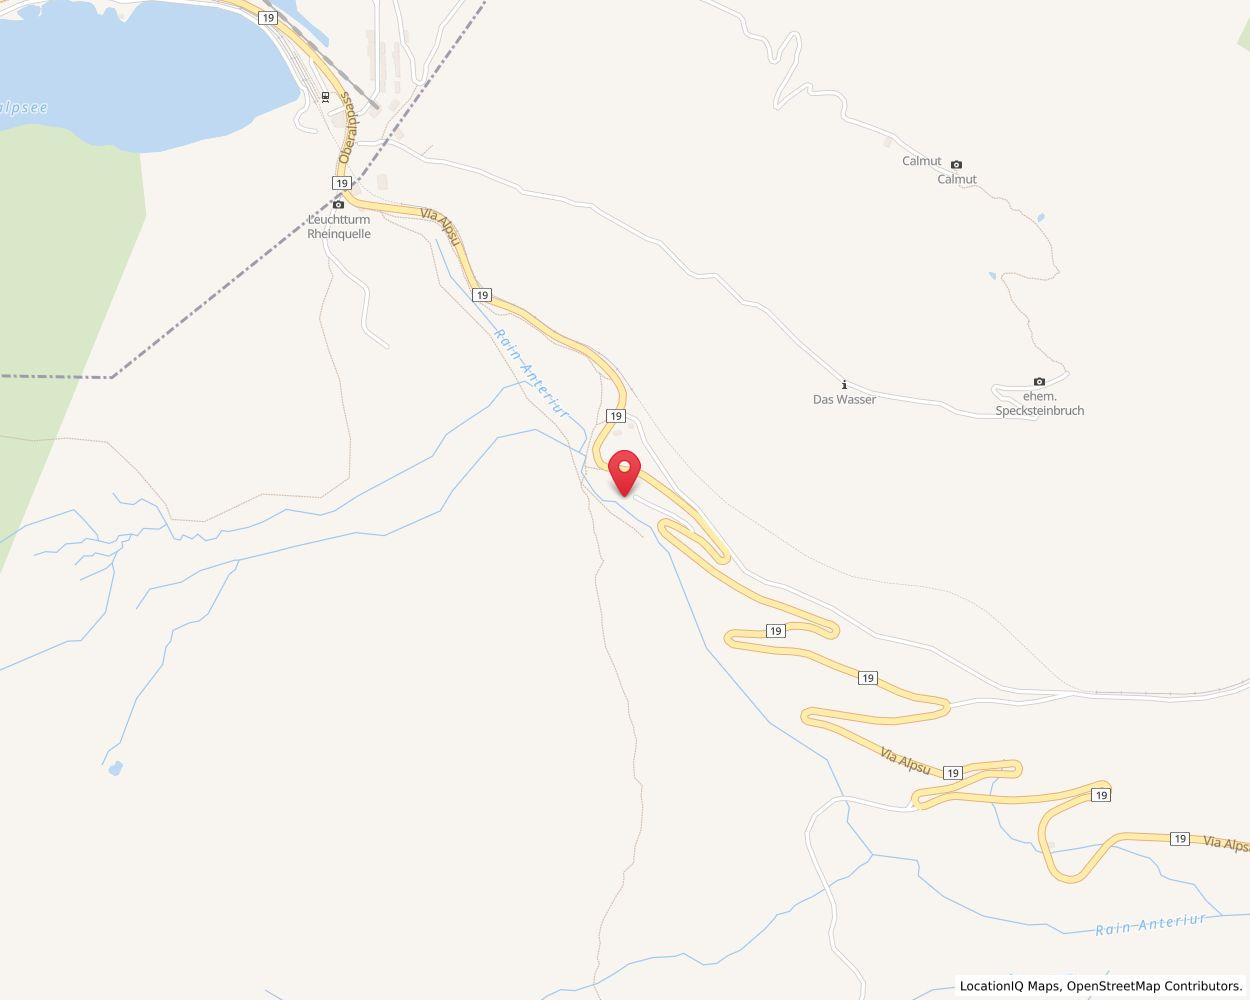 19
alpsee
Oberalppass
19
Leuchtturm
Rheinquelle
Via Alpsu
Calmut
Calmut
19
Rain Anteriur
Das Wasser
ehem.
Specksteinbruch
19
19
19
Via Alpsu
19
19
19
Via Alps
Rain Anteriur
LocationIQ Maps, OpenStreetMap Contributors.